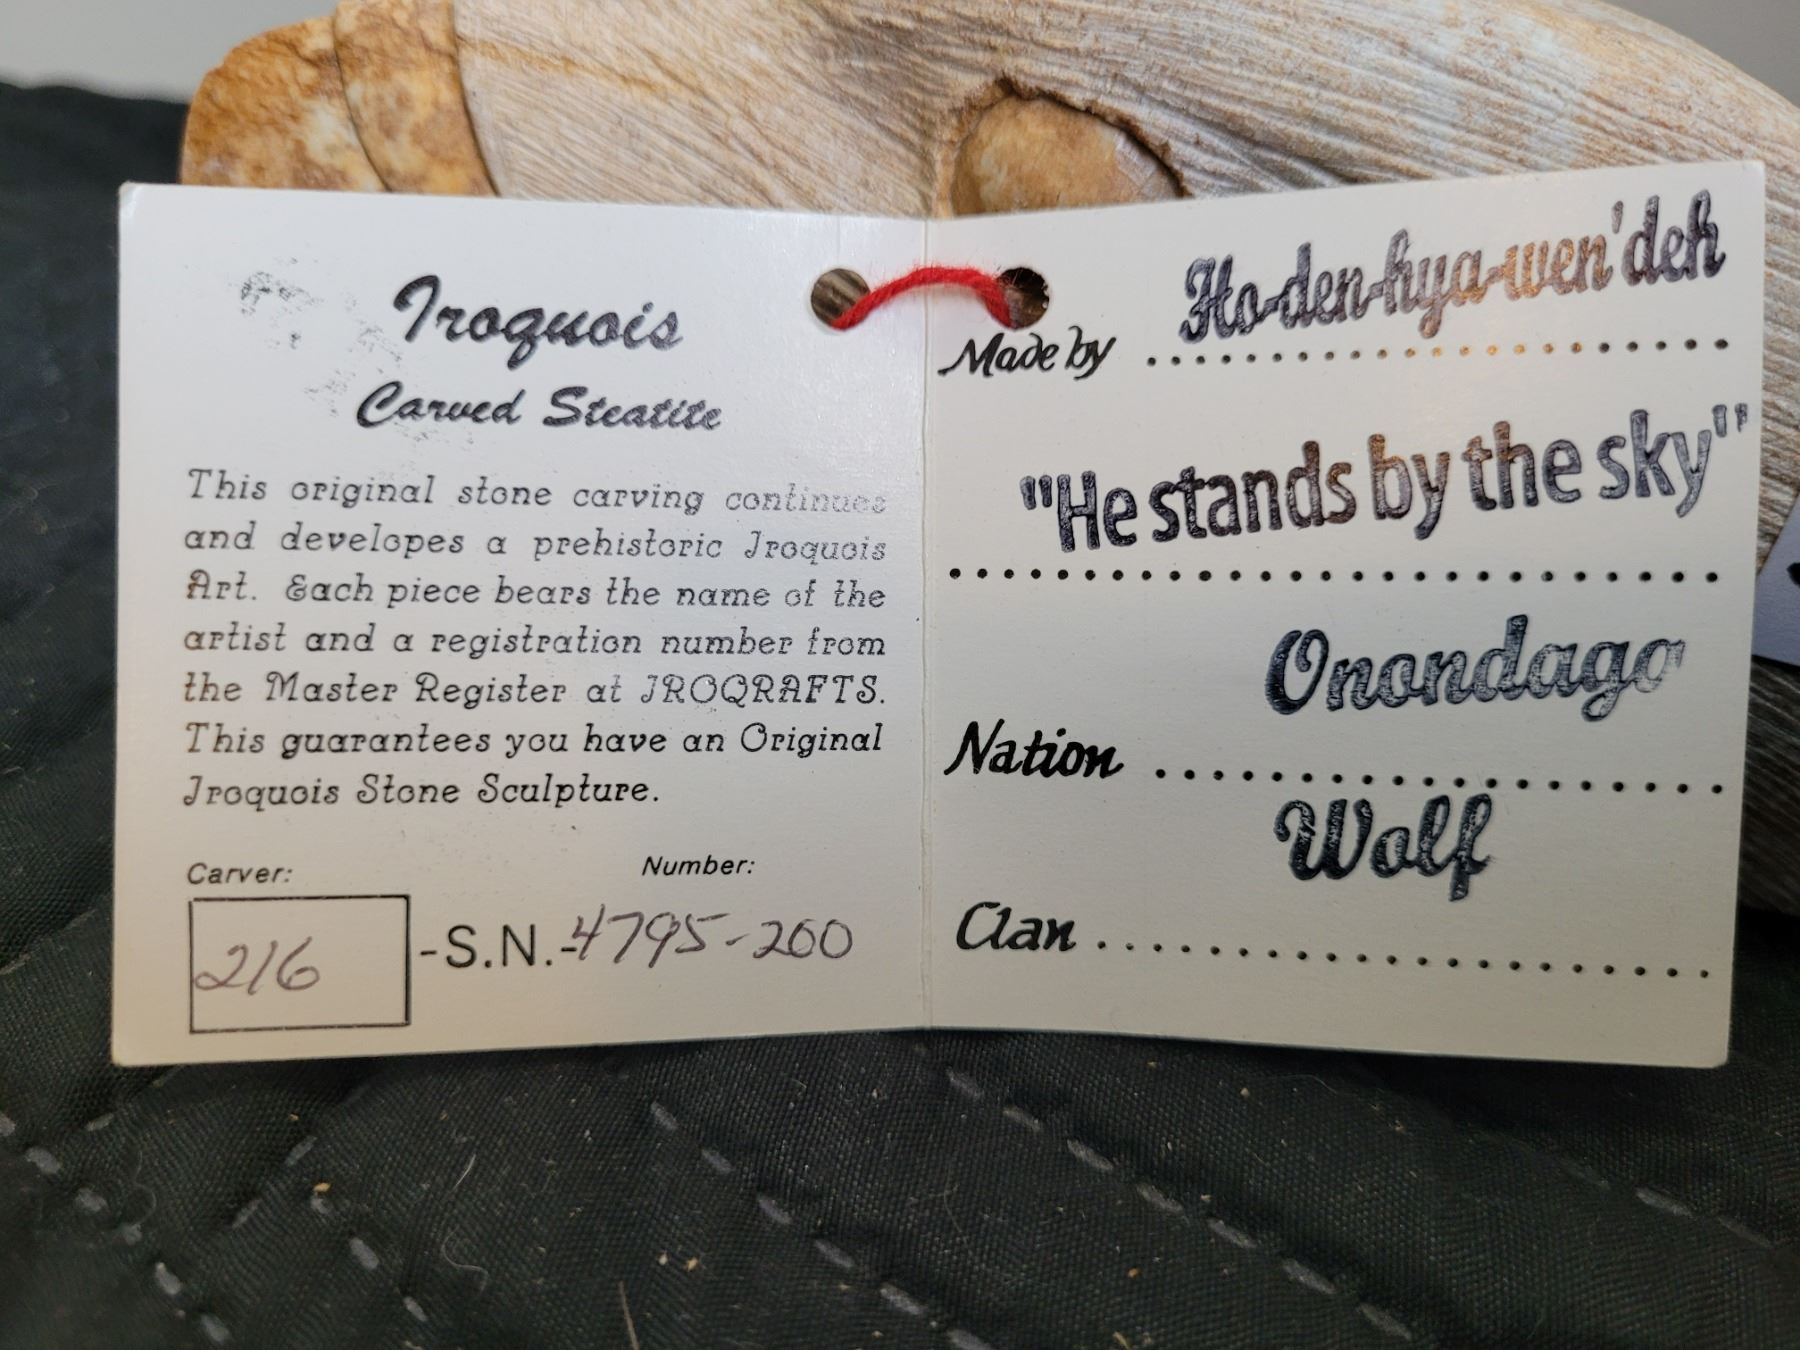 Iroquois
Carved Steatite
This original stone carving continues
and developes a prehistoric Iroquois
Art. Each piece bears the name of the
artist and a registration number from
the Master Register at IROQRAFTS.
This guarantees you have an Original
Iroquois Stone Sculpture.
Carver: Number:
216 -S.N.-4795-200
Made by Ho-den-hya-wen'deh
"He stands by the sky"
Nation Onondaga
Clan Wolf